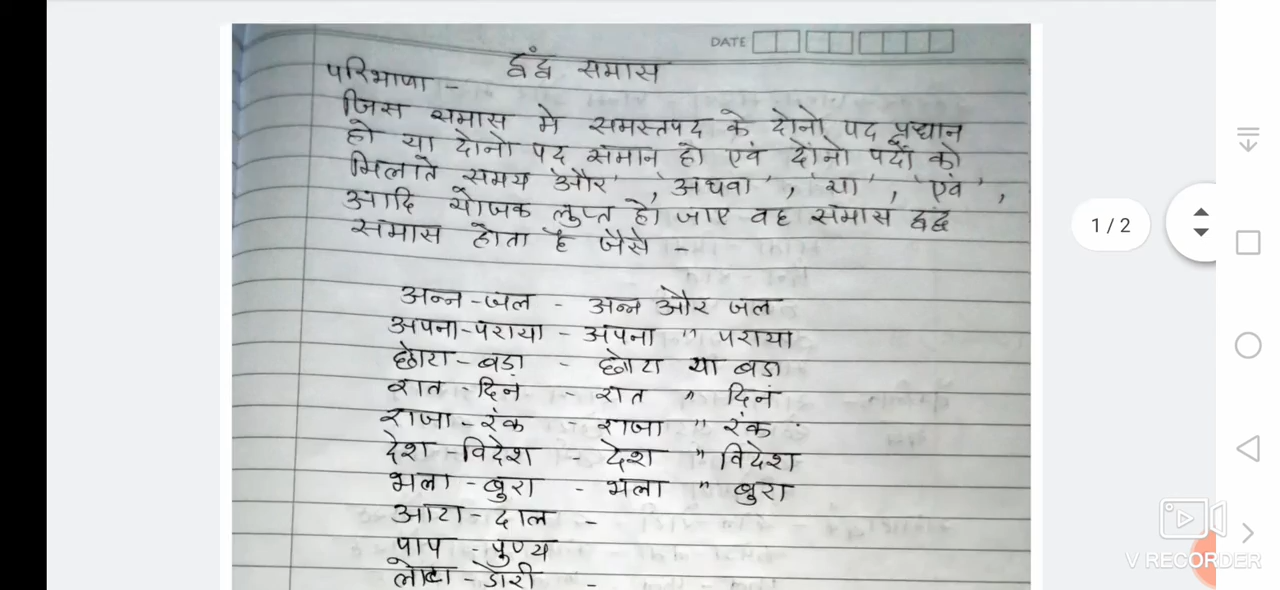 DATE
द्वंद्व समास
परिभाषा -
जिस समास मे समस्तपद के दोनो पद प्रधान
हो या दोनो पद समान हो एवं दोनो पदों को
मिलाते समय 'और', 'अथवा', 'या', 'एवं',
आदि योजक लुप्त हो जाए वह समास द्वंद्व
समास होता है जैसे -
अन्न-जल - अन्न और जल
अपना-पराया - अपना " पराया
छोटा-बड़ा - छोटा या बडा
रात-दिन - रात " दिन
राजा-रंक - राजा " रंक
देश-विदेश - देश " विदेश
भला-बुरा - भला " बुरा
आटा-दाल -
पाप-पुण्य
लोटा-डोरी -
1/2
V RECORDER